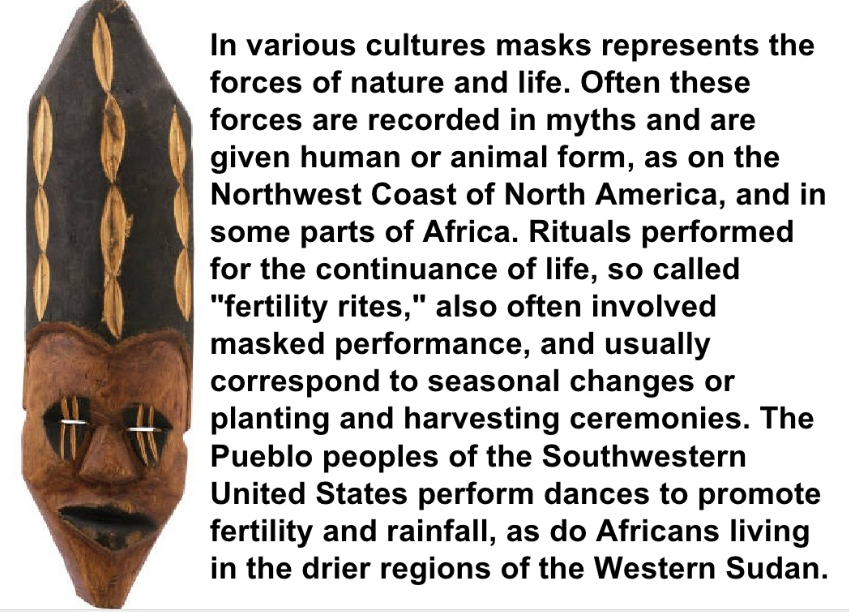 In various cultures masks represents the
forces of nature and life. Often these
forces are recorded in myths and are
given human or animal form, as on the
Northwest Coast of North America, and in
some parts of Africa. Rituals performed
for the continuance of life, so called
"fertility rites," also often involved
masked performance, and usually
correspond to seasonal changes or
planting and harvesting ceremonies. The
Pueblo peoples of the Southwestern
United States perform dances to promote
fertility and rainfall, as do Africans living
in the drier regions of the Western Sudan.